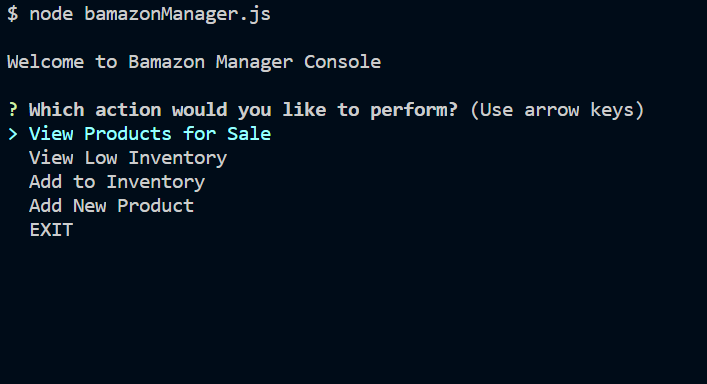 $ node bamazonManager.js
Welcome to Bamazon Manager Console
? Which action would you like to perform? (Use arrow keys)
> View Products for Sale
View Low Inventory
Add to Inventory
Add New Product
EXIT